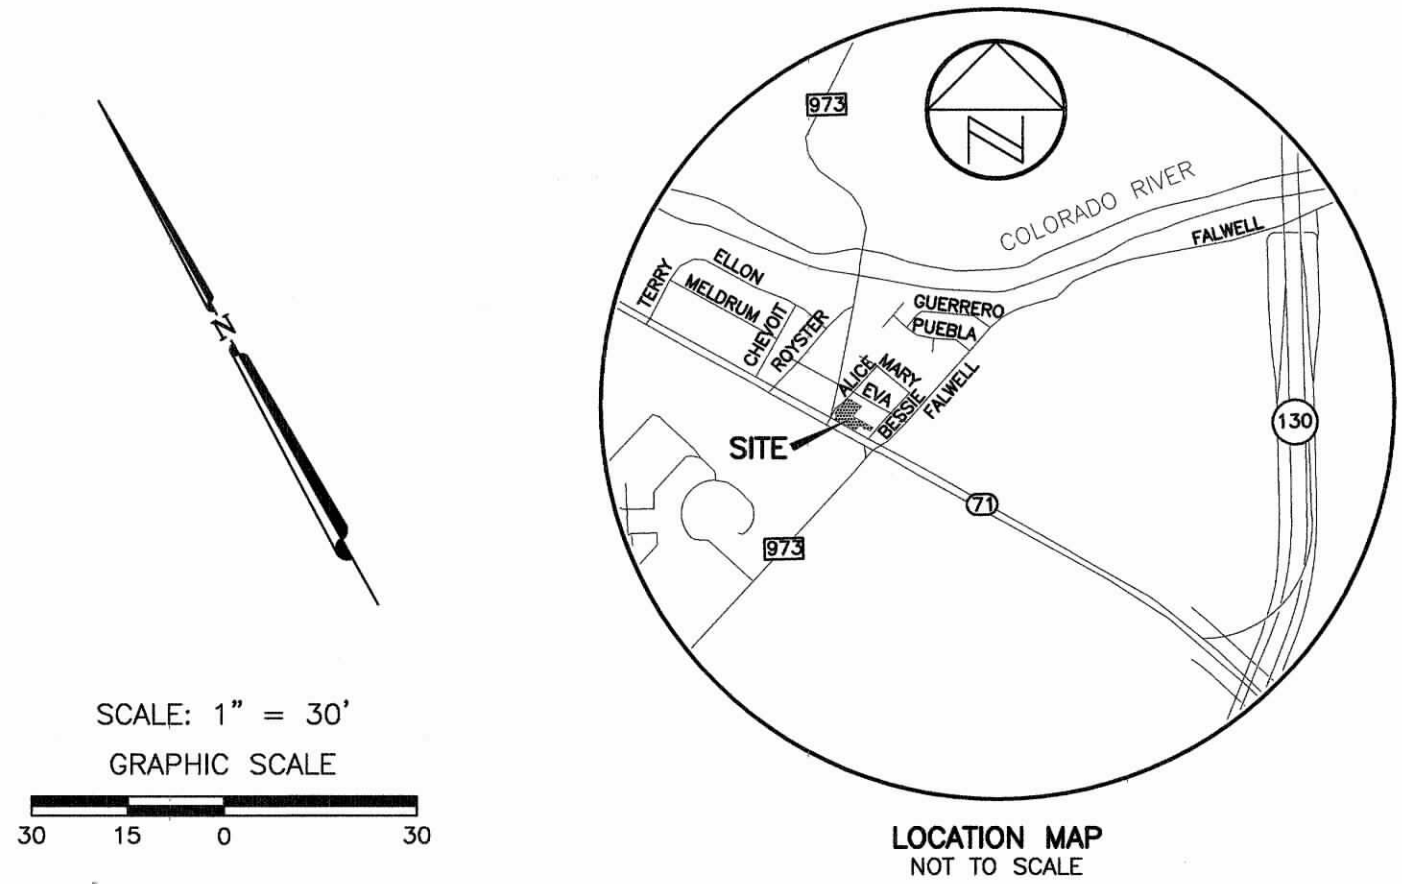 973
N
COLORADO RIVER
FALWELL
TERRY
ELLON
MELDRUM
CHEVOIT
ROYSTER
GUERRERO
PUEBLA
ALICE
MARY
EVA
BESSIE
FALWELL
SITE
130
71
973
N
SCALE: 1" = 30'
GRAPHIC SCALE
30 15 0 30
LOCATION MAP
NOT TO SCALE